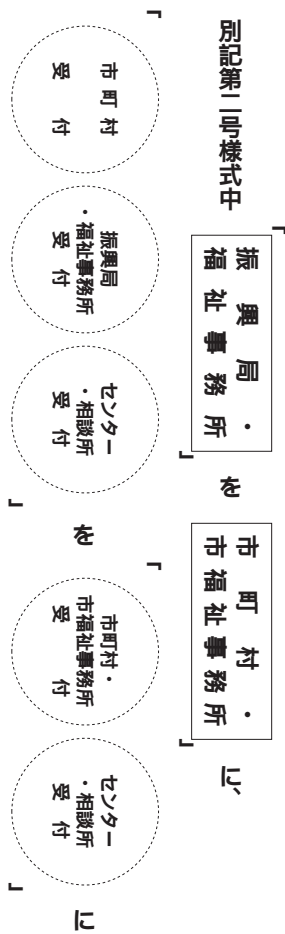 別記第二号様式中
「
振興局・
福祉事務所
」
を
市町村・
市福祉事務所
」
に、
「
市町村
受付
振興局
・福祉事務所
受付
センター
・相談所
受付
」
を
「
市町村・
市福祉事務所
受付
センター
・相談所
受付
」
に